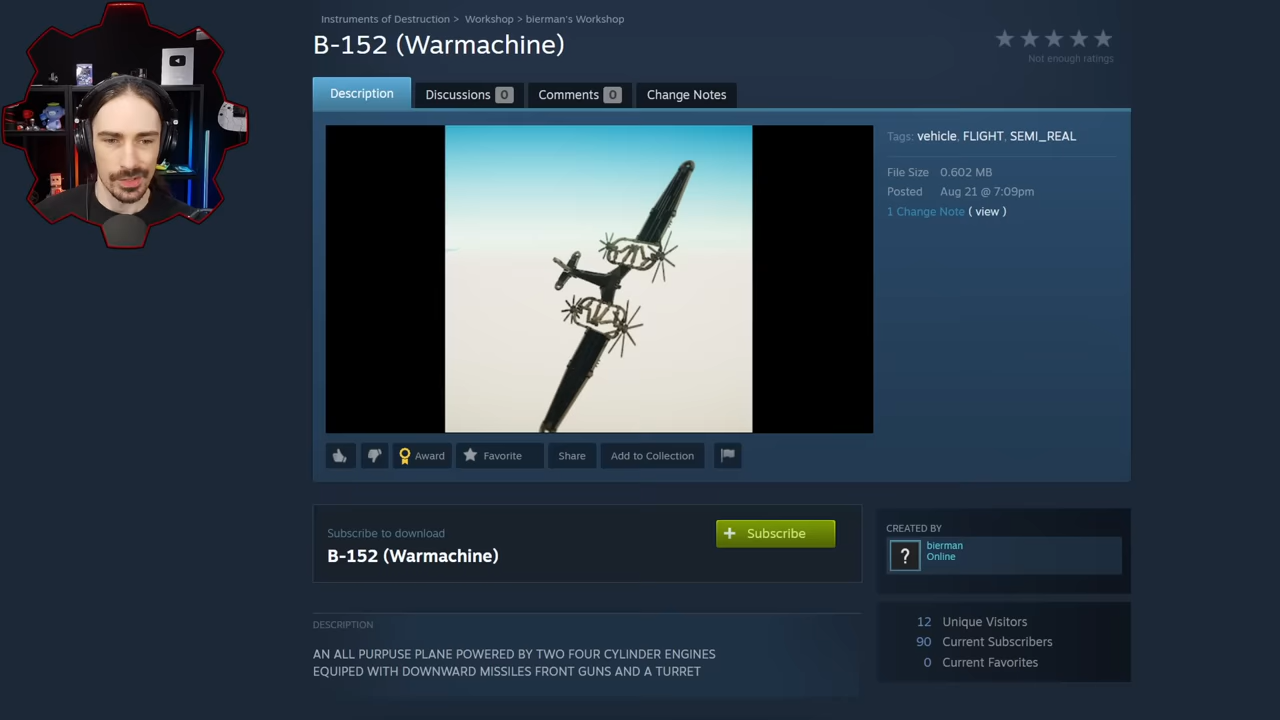 Instruments of Destruction > Workshop > bierman's Workshop
B-152 (Warmachine)
Not enough ratings
Description
Discussions 0
Comments 0
Change Notes
Tags: vehicle, FLIGHT, SEMI_REAL
File Size 0.602 MB
Posted Aug 21 @ 7:09pm
1 Change Note ( view )
Award
Favorite
Share
Add to Collection
Subscribe to download
B-152 (Warmachine)
Subscribe
CREATED BY
?
bierman
Online
12 Unique Visitors
90 Current Subscribers
0 Current Favorites
DESCRIPTION
AN ALL PURPUSE PLANE POWERED BY TWO FOUR CYLINDER ENGINES
EQUIPED WITH DOWNWARD MISSILES FRONT GUNS AND A TURRET